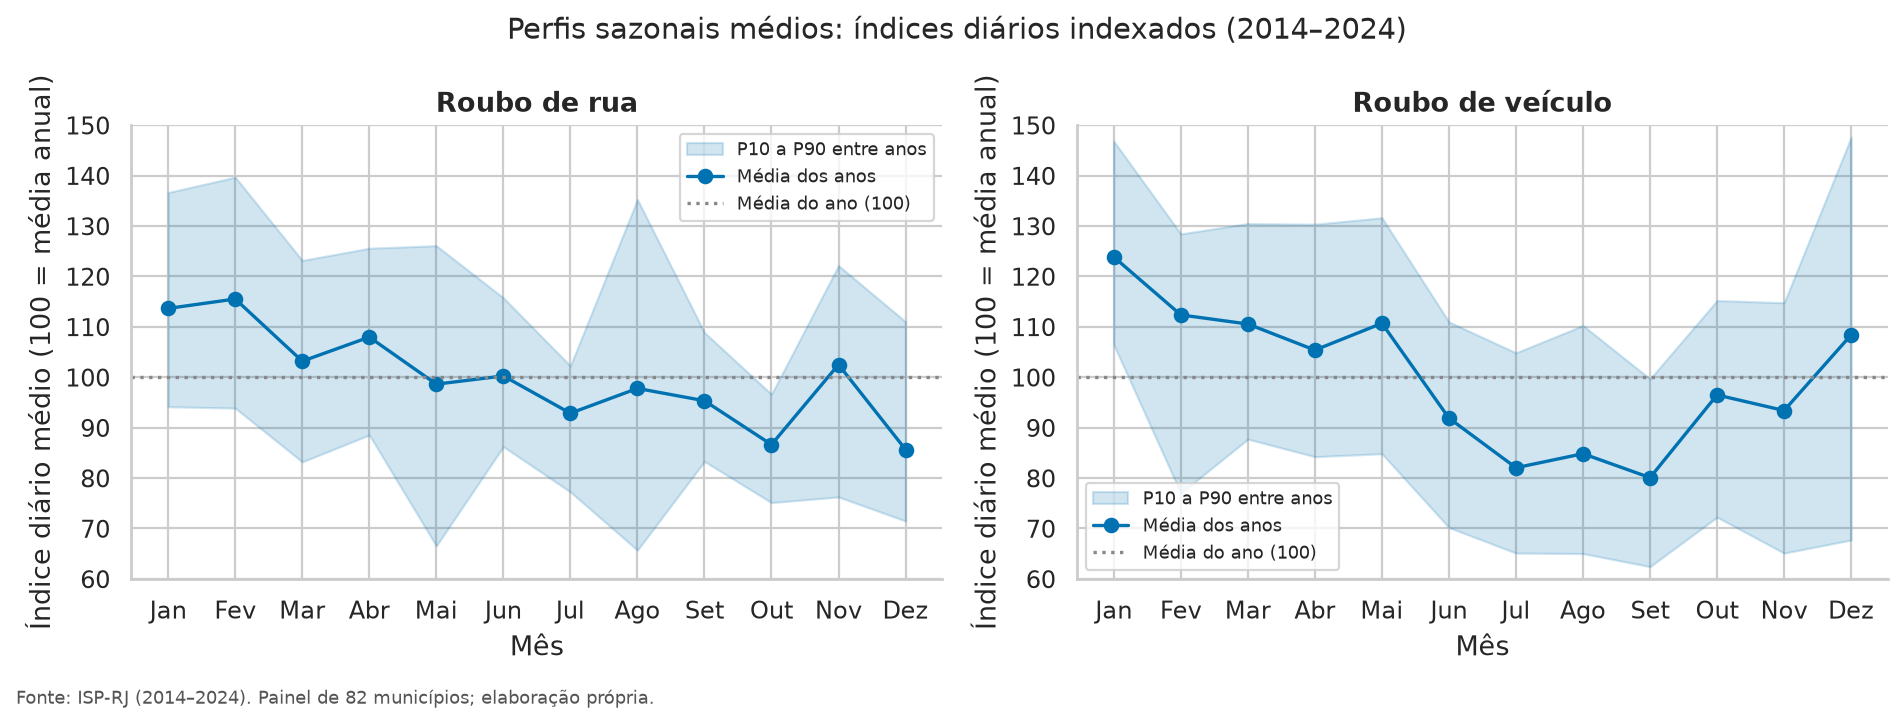 Perfis sazonais médios: índices diários indexados (2014–2024)
Roubo de rua
Índice diário médio (100 = média anual)
150
140
130
120
110
100
90
80
70
60
P10 a P90 entre anos
Média dos anos
Média do ano (100)
Jan Fev Mar Abr Mai Jun Jul Ago Set Out Nov Dez
Mês
Roubo de veículo
Índice diário médio (100 = média anual)
150
140
130
120
110
100
90
80
70
60
P10 a P90 entre anos
Média dos anos
Média do ano (100)
Jan Fev Mar Abr Mai Jun Jul Ago Set Out Nov Dez
Mês
Fonte: ISP-RJ (2014–2024). Painel de 82 municípios; elaboração própria.